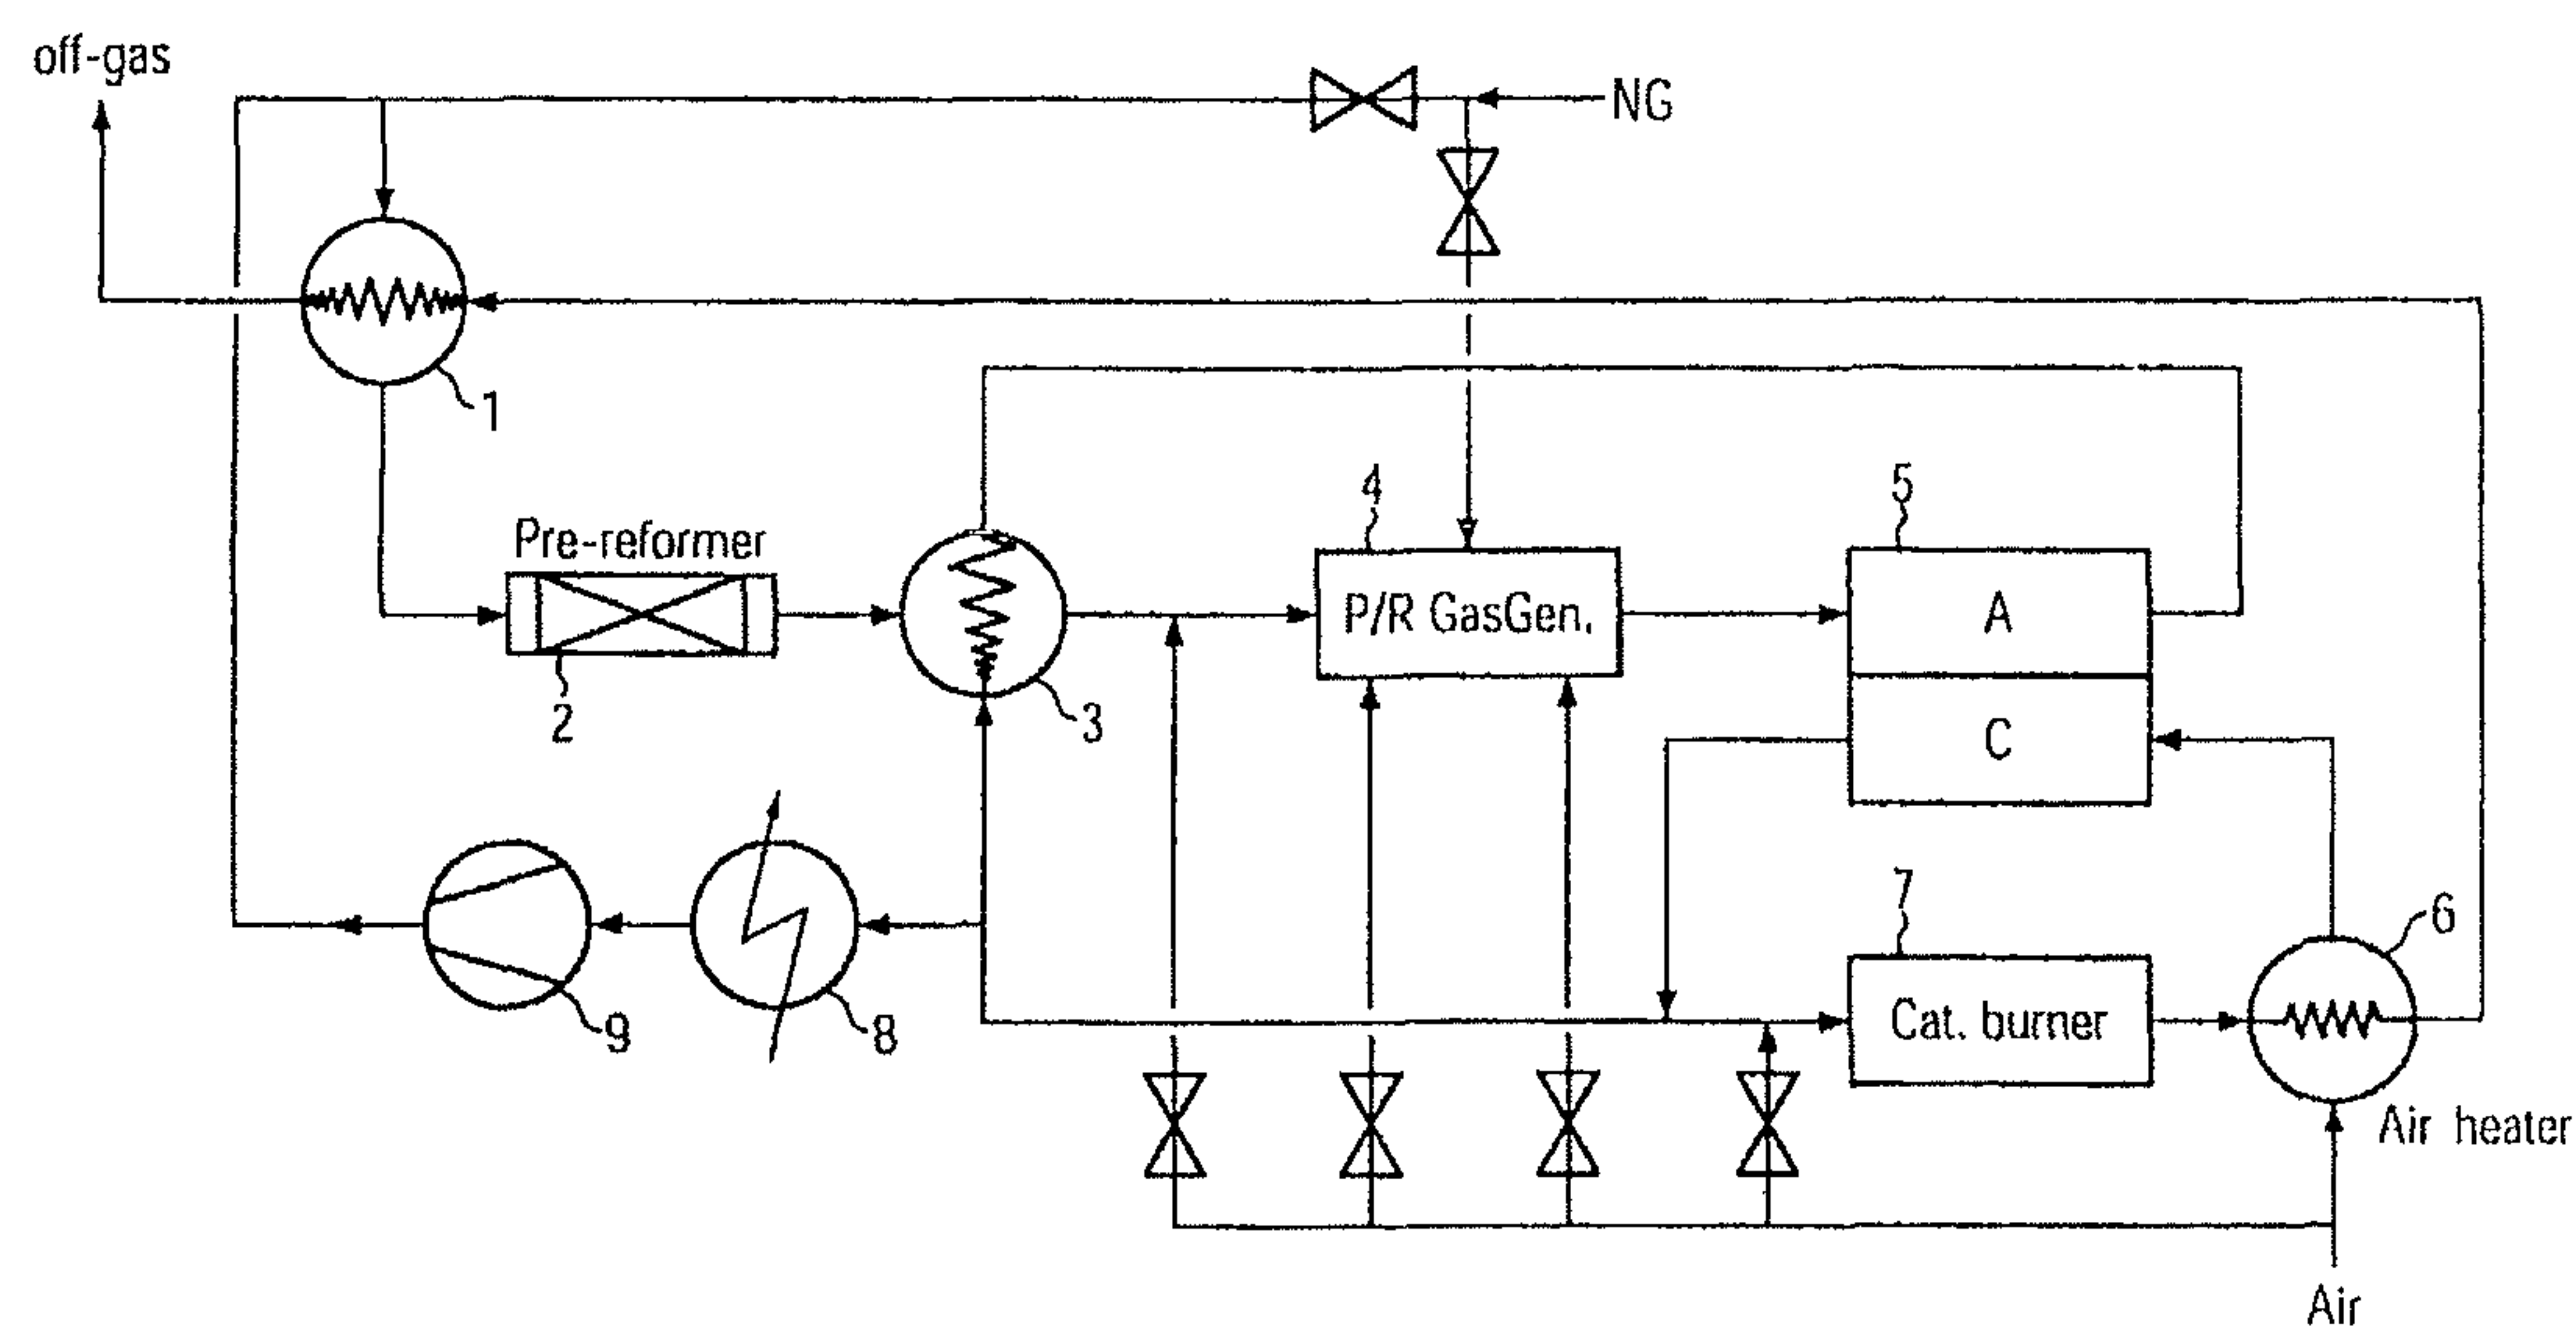 off-gas
NG
1
Pre-reformer
2
3
4
P/R GasGen.
5
A
C
6
7
Cat. burner
8
9
Air heater
Air